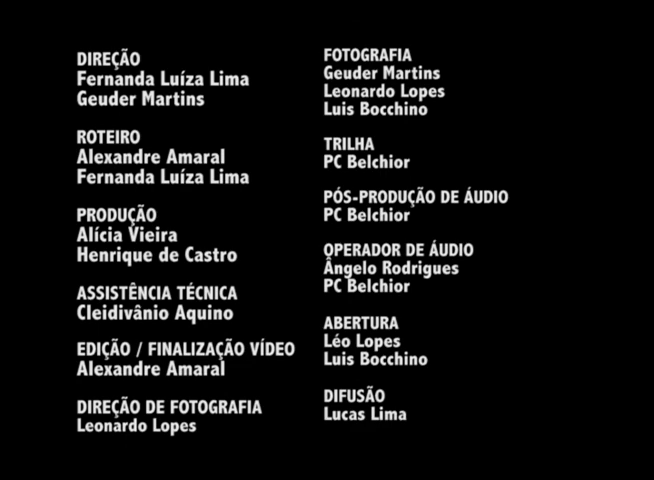 DIREÇÃO
Fernanda Luíza Lima
Geuder Martins
ROTEIRO
Alexandre Amaral
Fernanda Luíza Lima
PRODUÇÃO
Alícia Vieira
Henrique de Castro
ASSISTÊNCIA TÉCNICA
Cleidivânio Aquino
EDIÇÃO / FINALIZAÇÃO VÍDEO
Alexandre Amaral
DIREÇÃO DE FOTOGRAFIA
Leonardo Lopes
FOTOGRAFIA
Geuder Martins
Leonardo Lopes
Luis Bocchino
TRILHA
PC Belchior
PÓS-PRODUÇÃO DE ÁUDIO
PC Belchior
OPERADOR DE ÁUDIO
Ângelo Rodrigues
PC Belchior
ABERTURA
Léo Lopes
Luis Bocchino
DIFUSÃO
Lucas Lima